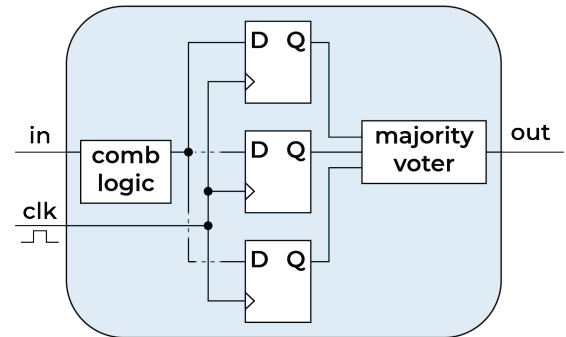 D Q
in
comb
logic
D Q
majority
voter
out
clk
D Q